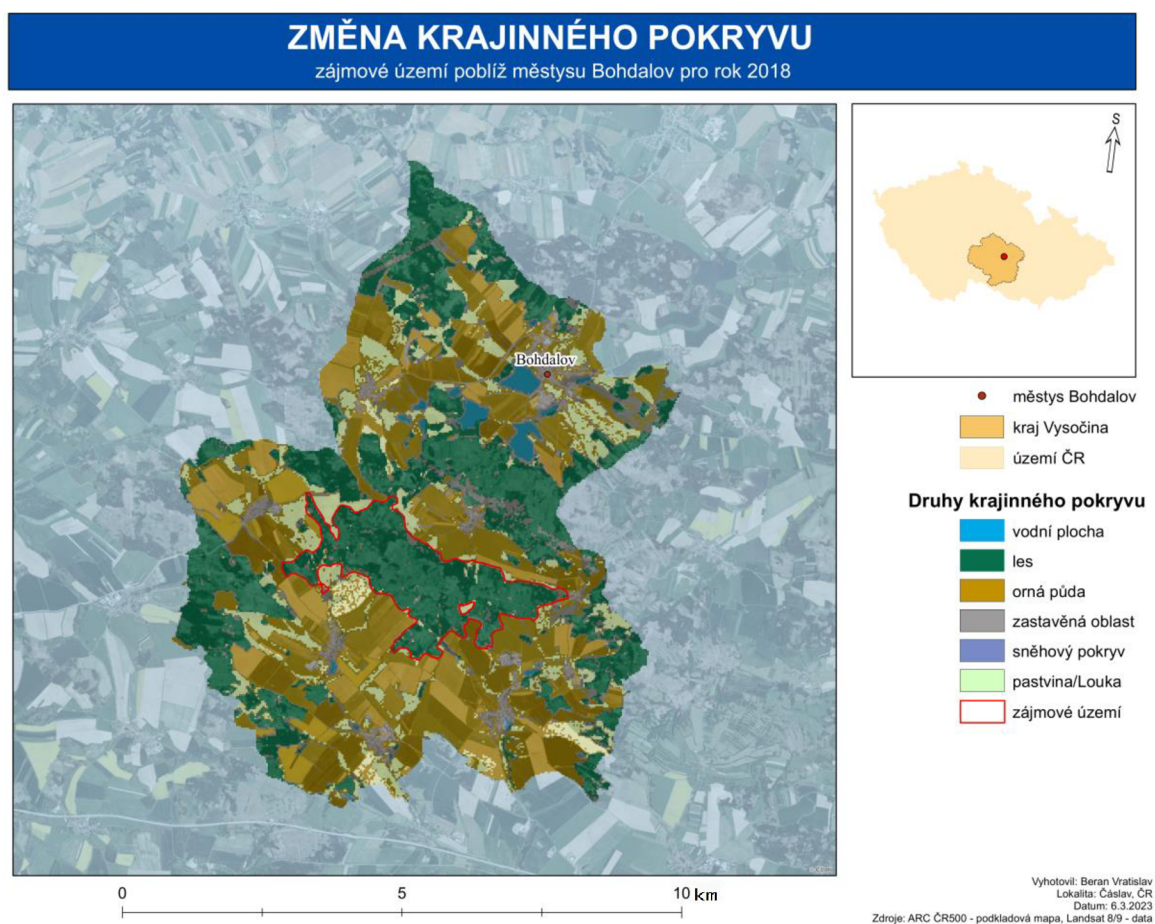 ZMĚNA KRAJINNÉHO POKRYVU
zájmové území poblíž městysu Bohdalov pro rok 2018
S
Bohdalov
městys Bohdalov
kraj Vysočina
území ČR
Druhy krajinného pokryvu
vodní plocha
les
orná půda
zastavěná oblast
sněhový pokryv
pastvina/Louka
zájmové území
0 5 10 km
Vyhotovil: Beran Vratislav
Lokalita: Čáslav, ČR
Datum: 6.3.2023
Zdroje: ARC ČR500 - podkladová mapa, Landsat 8/9 - data